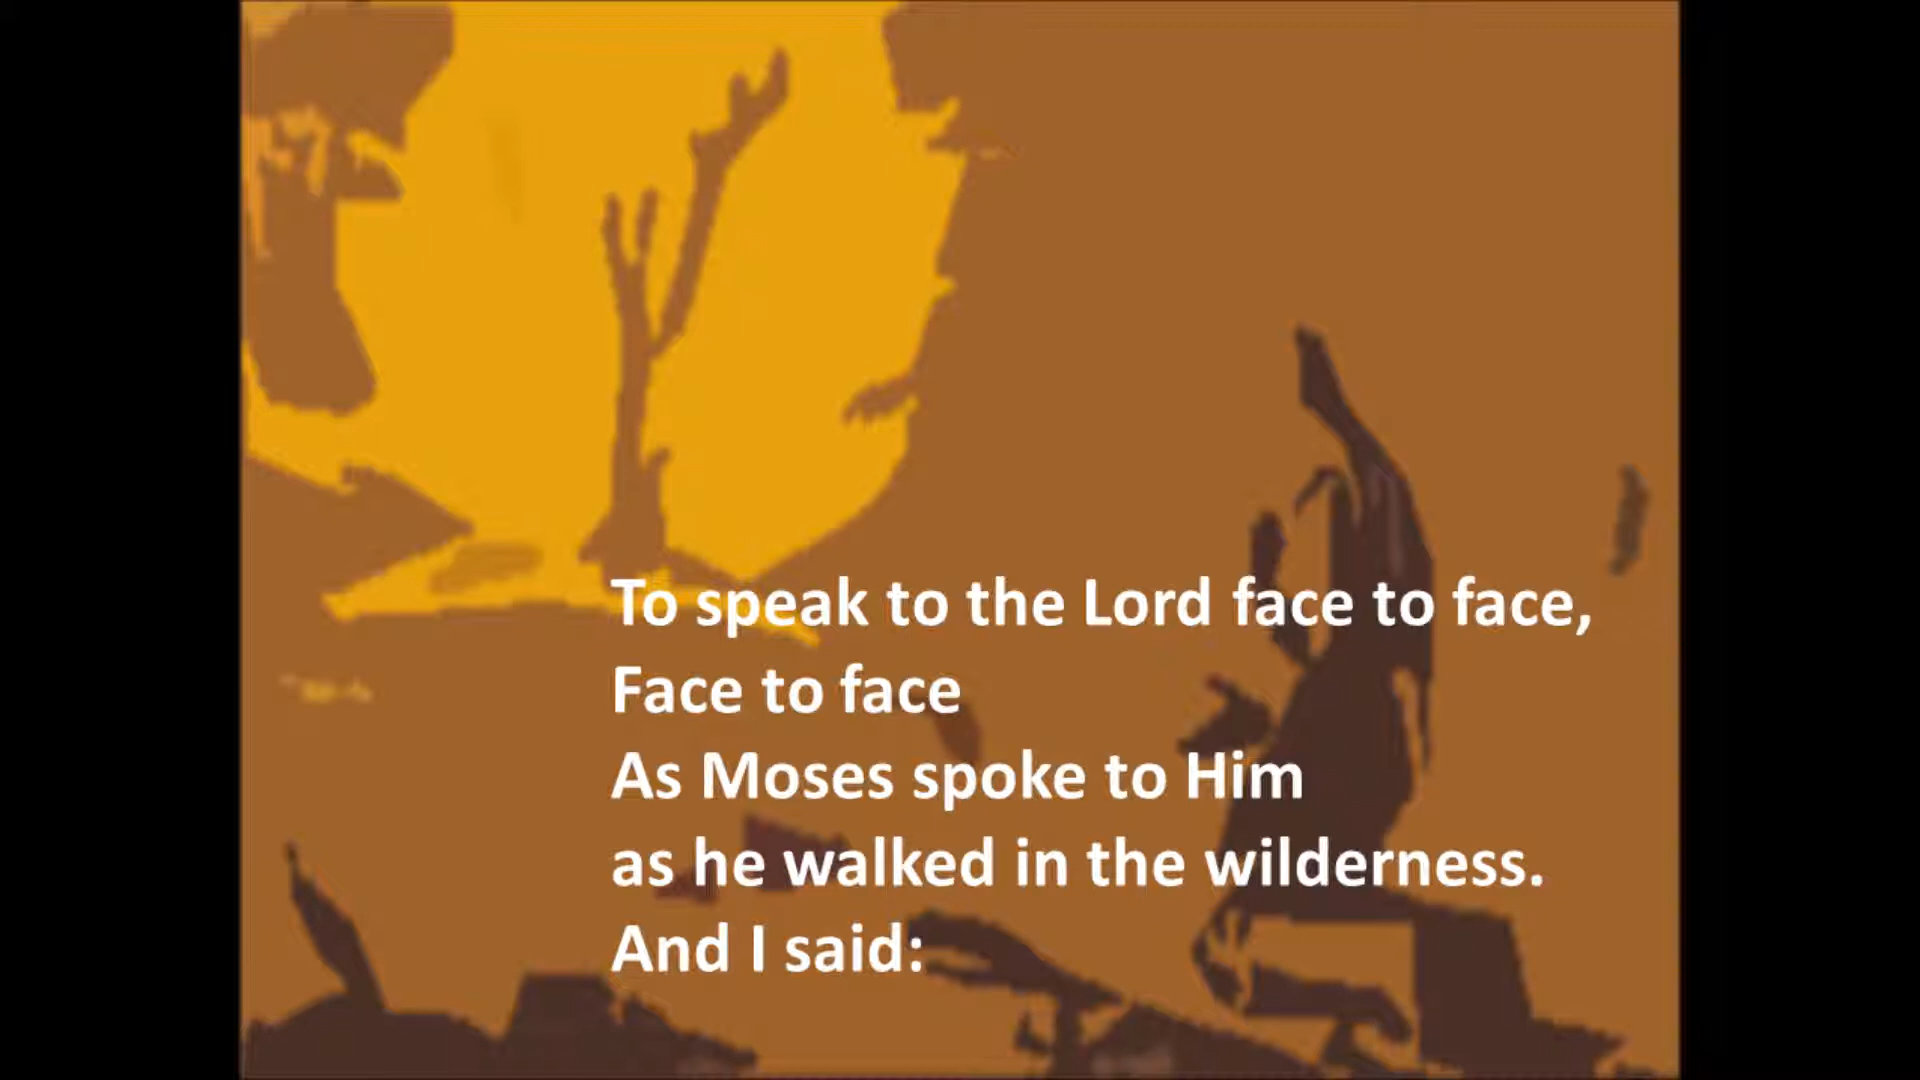 To speak to the Lord face to face,
Face to face
As Moses spoke to Him
as he walked in the wilderness.
And I said: